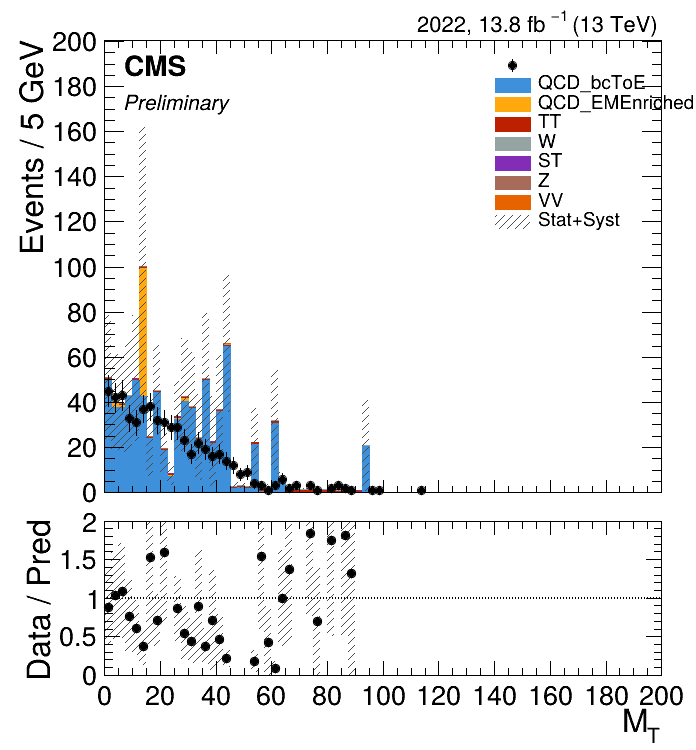 2022, 13.8 fb⁻¹ (13 TeV)
CMS
Preliminary
QCD_bcToE
QCD_EMEnriched
TT
W
ST
Z
VV
Stat+Syst
Events / 5 GeV
200
180
160
140
120
100
80
60
40
20
0
Data / Pred
2
1.5
1
0.5
0
0 20 40 60 80 100 120 140 160 180 200
M_T